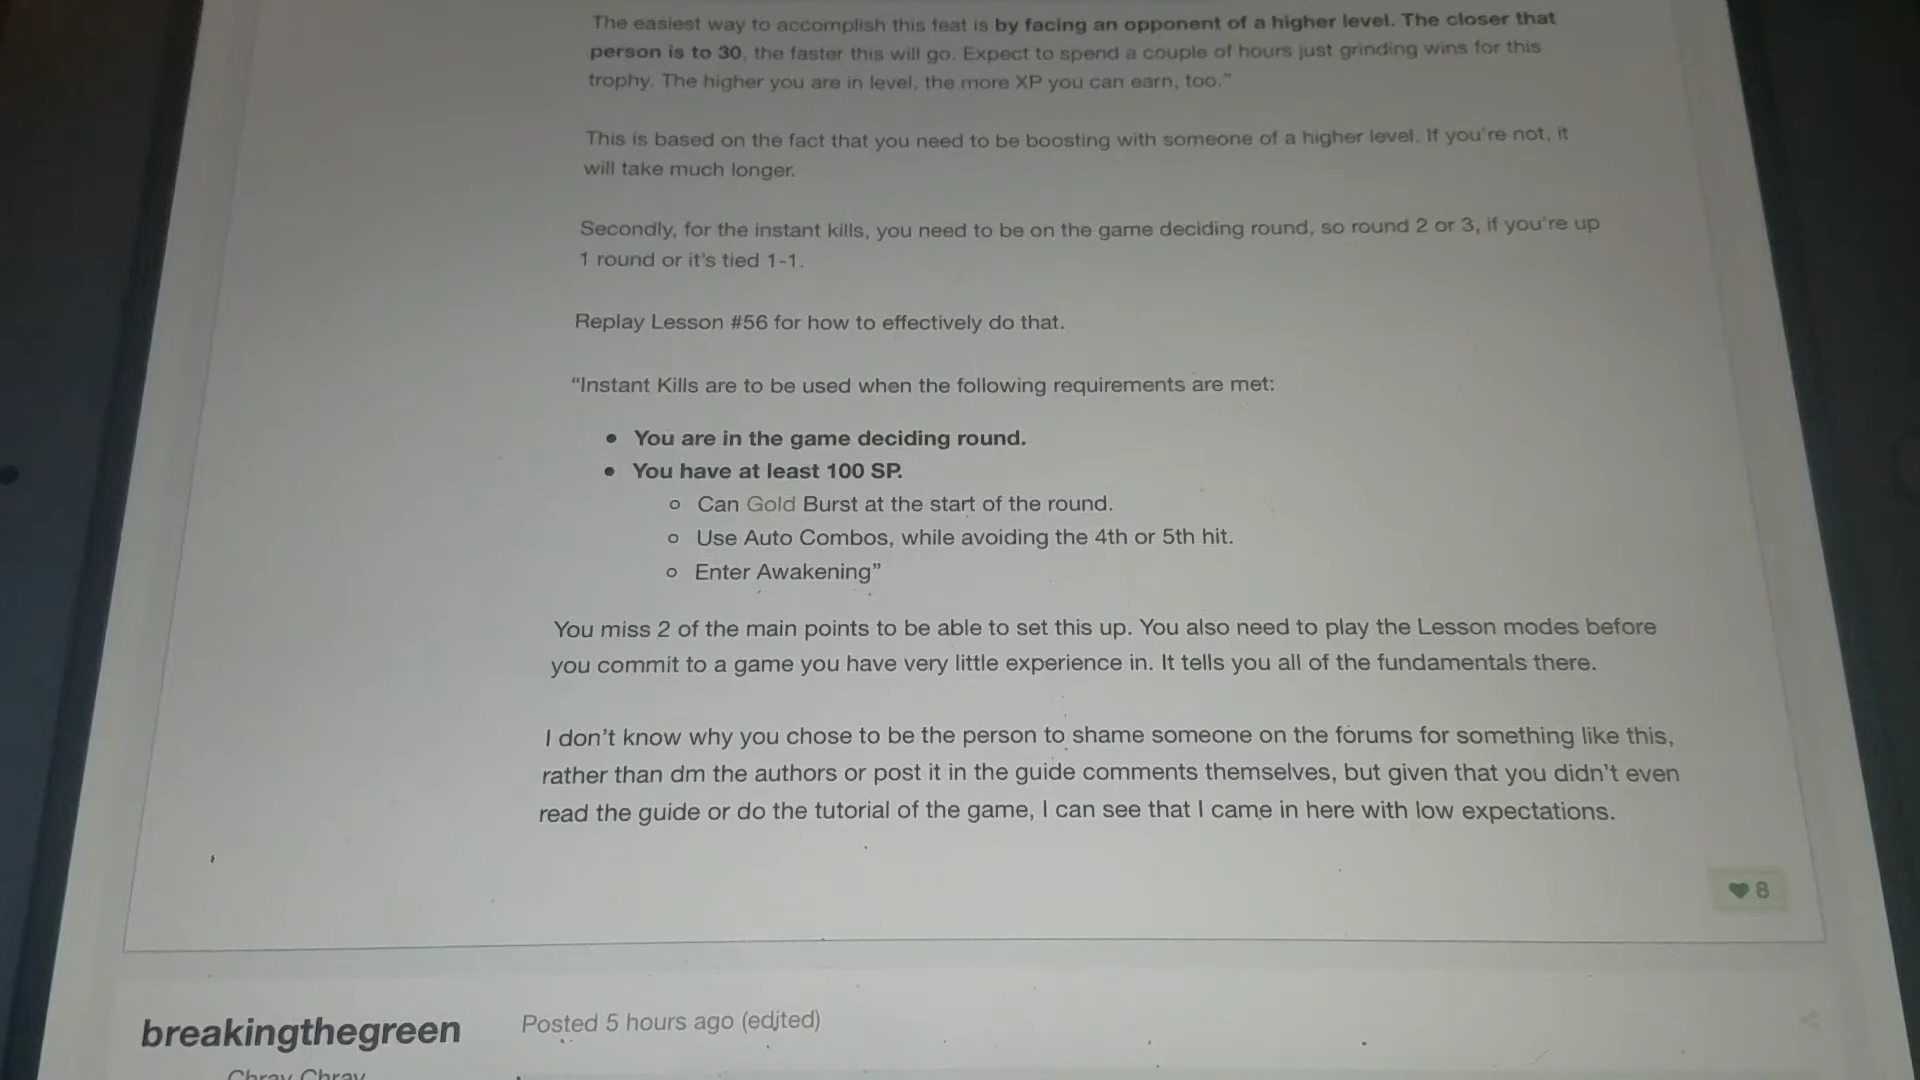 The easiest way to accomplish this feat is by facing an opponent of a higher level. The closer that
person is to 30, the faster this will go. Expect to spend a couple of hours just grinding wins for this
trophy. The higher you are in level, the more XP you can earn, too."
This is based on the fact that you need to be boosting with someone of a higher level. If you're not, it
will take much longer.
Secondly, for the instant kills, you need to be on the game deciding round, so round 2 or 3, if you're up
1 round or it's tied 1-1.
Replay Lesson #56 for how to effectively do that.
“Instant Kills are to be used when the following requirements are met:
• You are in the game deciding round.
• You have at least 100 SP.
○ Can Gold Burst at the start of the round.
○ Use Auto Combos, while avoiding the 4th or 5th hit.
○ Enter Awakening”
You miss 2 of the main points to be able to set this up. You also need to play the Lesson modes before
you commit to a game you have very little experience in. It tells you all of the fundamentals there.
I don't know why you chose to be the person to shame someone on the forums for something like this,
rather than dm the authors or post it in the guide comments themselves, but given that you didn't even
read the guide or do the tutorial of the game, I can see that I came in here with low expectations.
8
breakingthegreen
Posted 5 hours ago (edited)
Chray Chray